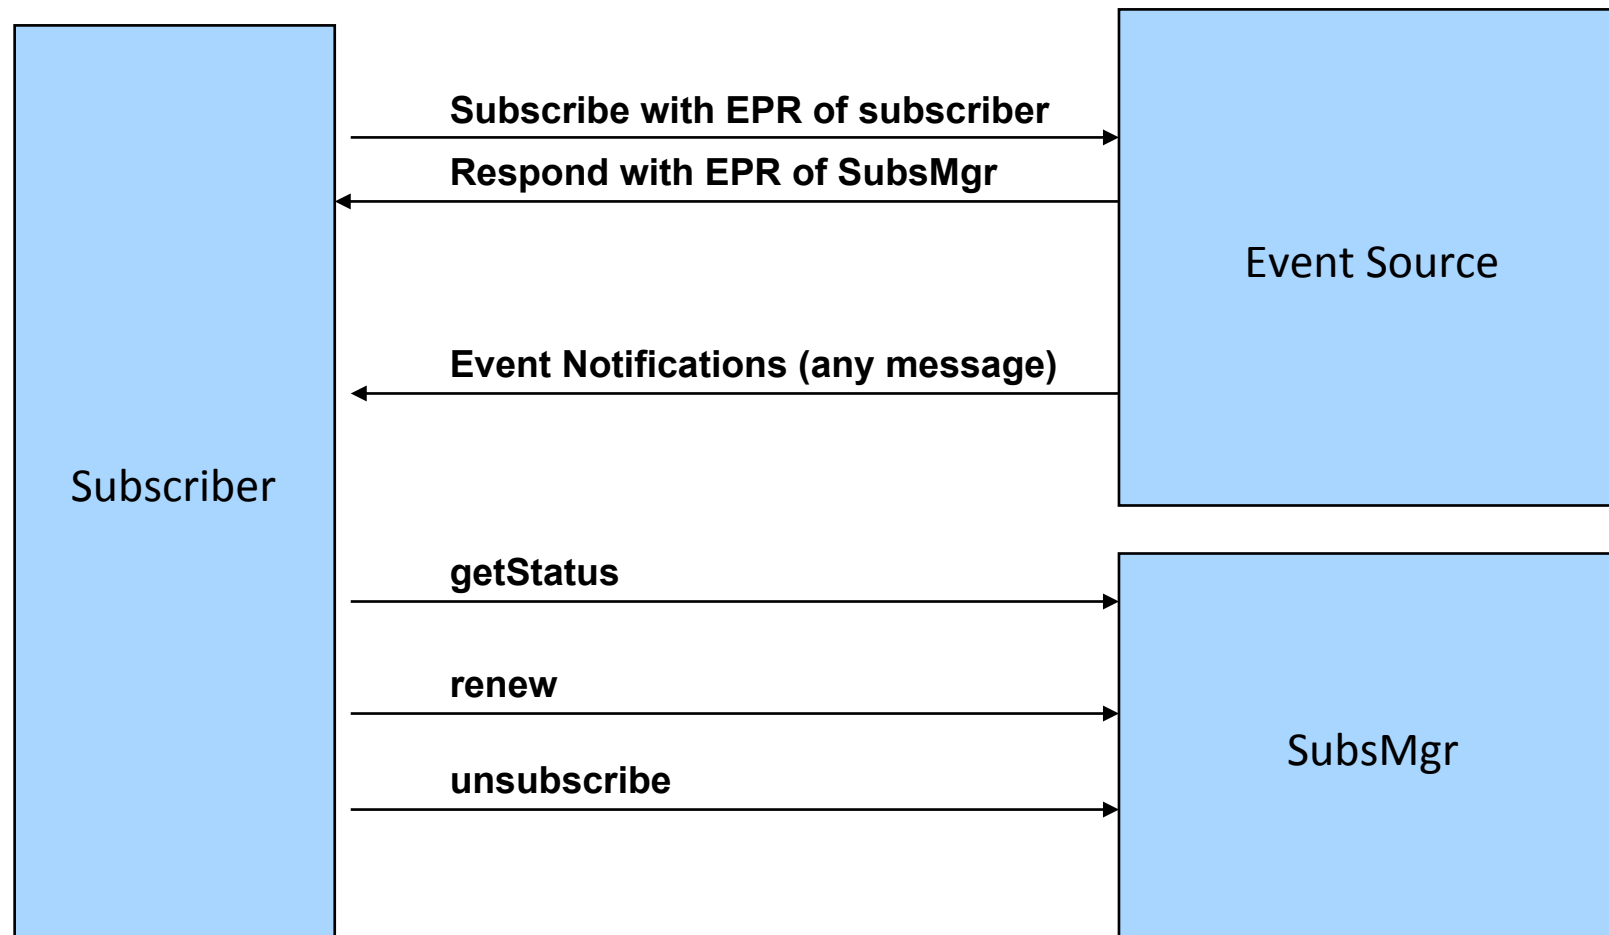 Subscribe with EPR of subscriber
Respond with EPR of SubsMgr
Event Source
Event Notifications (any message)
Subscriber
getStatus
renew
SubsMgr
unsubscribe